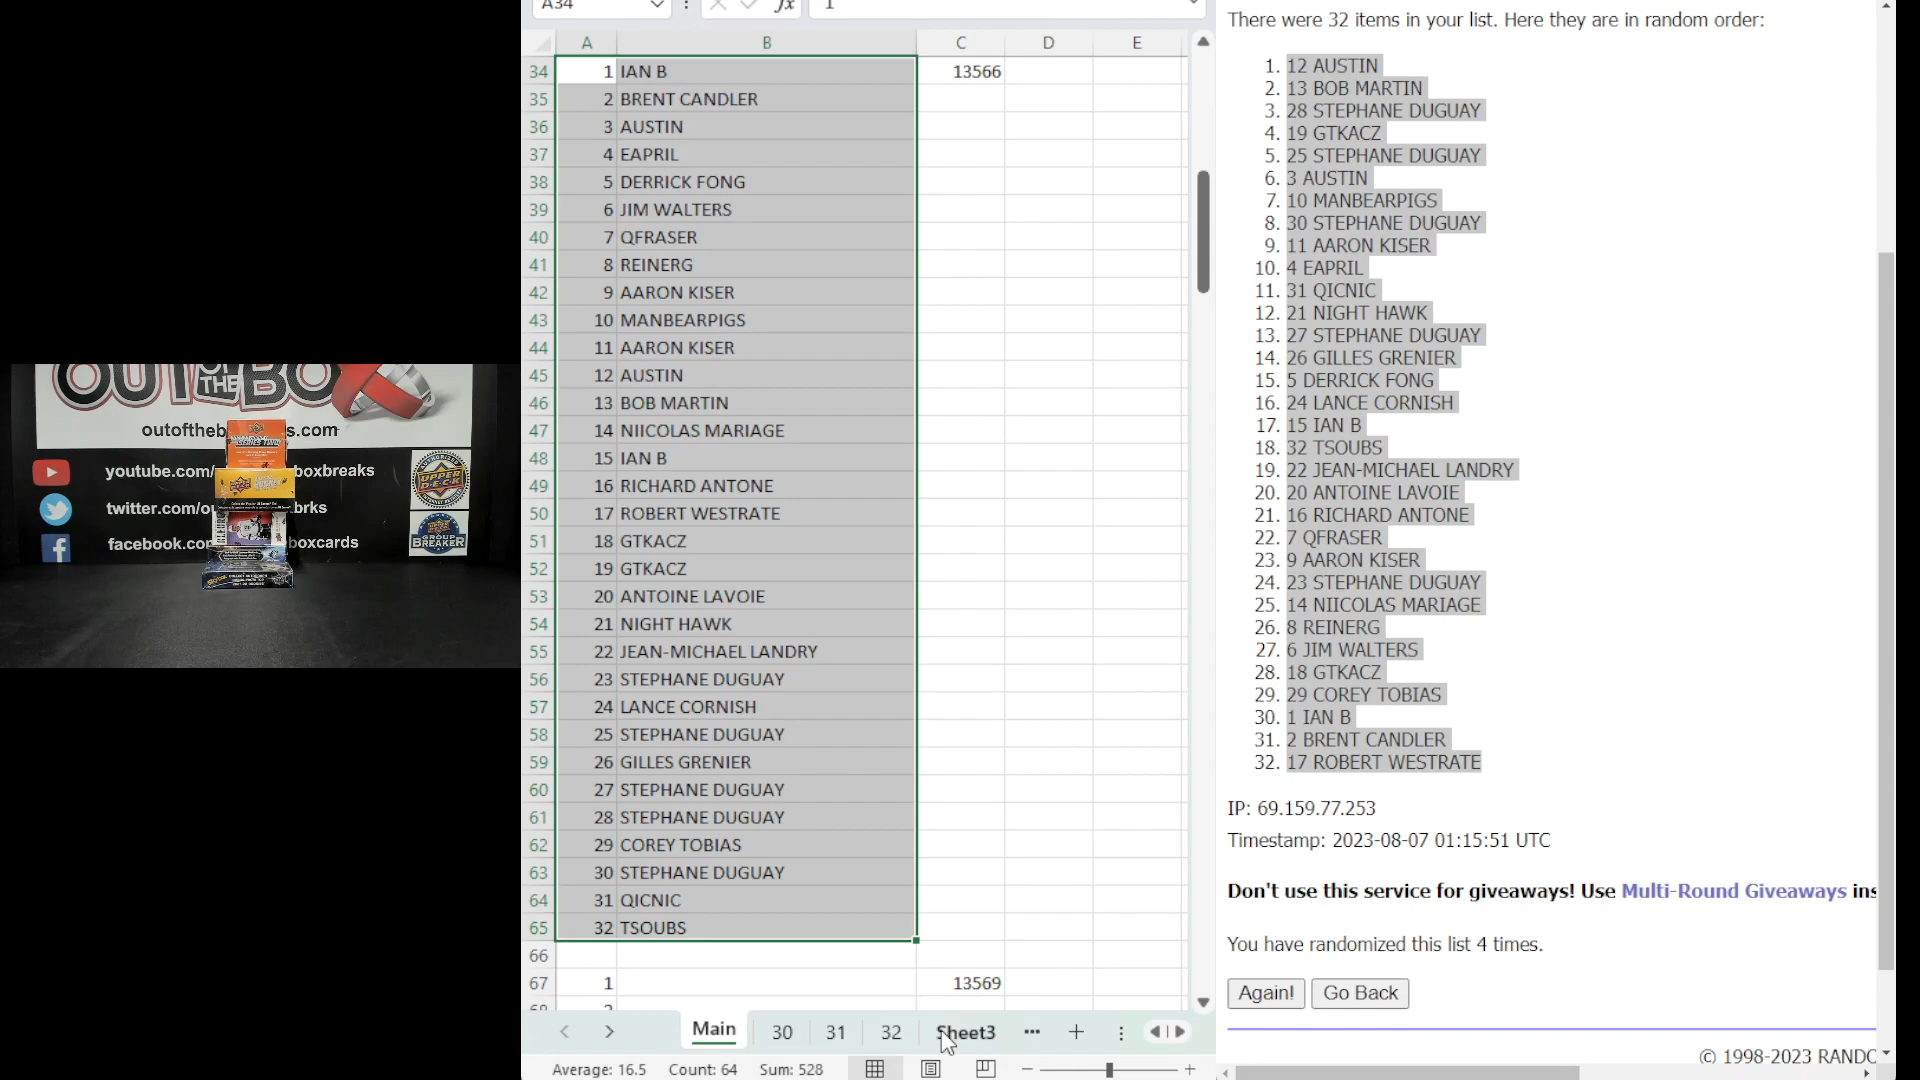 OUT OF THE BO
outoftheb s.com
youtube.com/ boxbreaks
twitter.com/o brks
facebook.co boxcards
AUTHORIZED
UPPER DECK
UPPER DECK
GROUP BREAKER
A34
fx
1
A B C D E
34 1 IAN B 13566
35 2 BRENT CANDLER
36 3 AUSTIN
37 4 EAPRIL
38 5 DERRICK FONG
39 6 JIM WALTERS
40 7 QFRASER
41 8 REINERG
42 9 AARON KISER
43 10 MANBEARPIGS
44 11 AARON KISER
45 12 AUSTIN
46 13 BOB MARTIN
47 14 NIICOLAS MARIAGE
48 15 IAN B
49 16 RICHARD ANTONE
50 17 ROBERT WESTRATE
51 18 GTKACZ
52 19 GTKACZ
53 20 ANTOINE LAVOIE
54 21 NIGHT HAWK
55 22 JEAN-MICHAEL LANDRY
56 23 STEPHANE DUGUAY
57 24 LANCE CORNISH
58 25 STEPHANE DUGUAY
59 26 GILLES GRENIER
60 27 STEPHANE DUGUAY
61 28 STEPHANE DUGUAY
62 29 COREY TOBIAS
63 30 STEPHANE DUGUAY
64 31 QICNIC
65 32 TSOUBS
66
67 1 13569
68 2
Main 30 31 32 Sheet3 ...
Average: 16.5 Count: 64 Sum: 528
There were 32 items in your list. Here they are in random order:
1. 12 AUSTIN
2. 13 BOB MARTIN
3. 28 STEPHANE DUGUAY
4. 19 GTKACZ
5. 25 STEPHANE DUGUAY
6. 3 AUSTIN
7. 10 MANBEARPIGS
8. 30 STEPHANE DUGUAY
9. 11 AARON KISER
10. 4 EAPRIL
11. 31 QICNIC
12. 21 NIGHT HAWK
13. 27 STEPHANE DUGUAY
14. 26 GILLES GRENIER
15. 5 DERRICK FONG
16. 24 LANCE CORNISH
17. 15 IAN B
18. 32 TSOUBS
19. 22 JEAN-MICHAEL LANDRY
20. 20 ANTOINE LAVOIE
21. 16 RICHARD ANTONE
22. 7 QFRASER
23. 9 AARON KISER
24. 23 STEPHANE DUGUAY
25. 14 NIICOLAS MARIAGE
26. 8 REINERG
27. 6 JIM WALTERS
28. 18 GTKACZ
29. 29 COREY TOBIAS
30. 1 IAN B
31. 2 BRENT CANDLER
32. 17 ROBERT WESTRATE
IP: 69.159.77.253
Timestamp: 2023-08-07 01:15:51 UTC
Don't use this service for giveaways! Use Multi-Round Giveaways ins
You have randomized this list 4 times.
Again! Go Back
© 1998-2023 RANDO